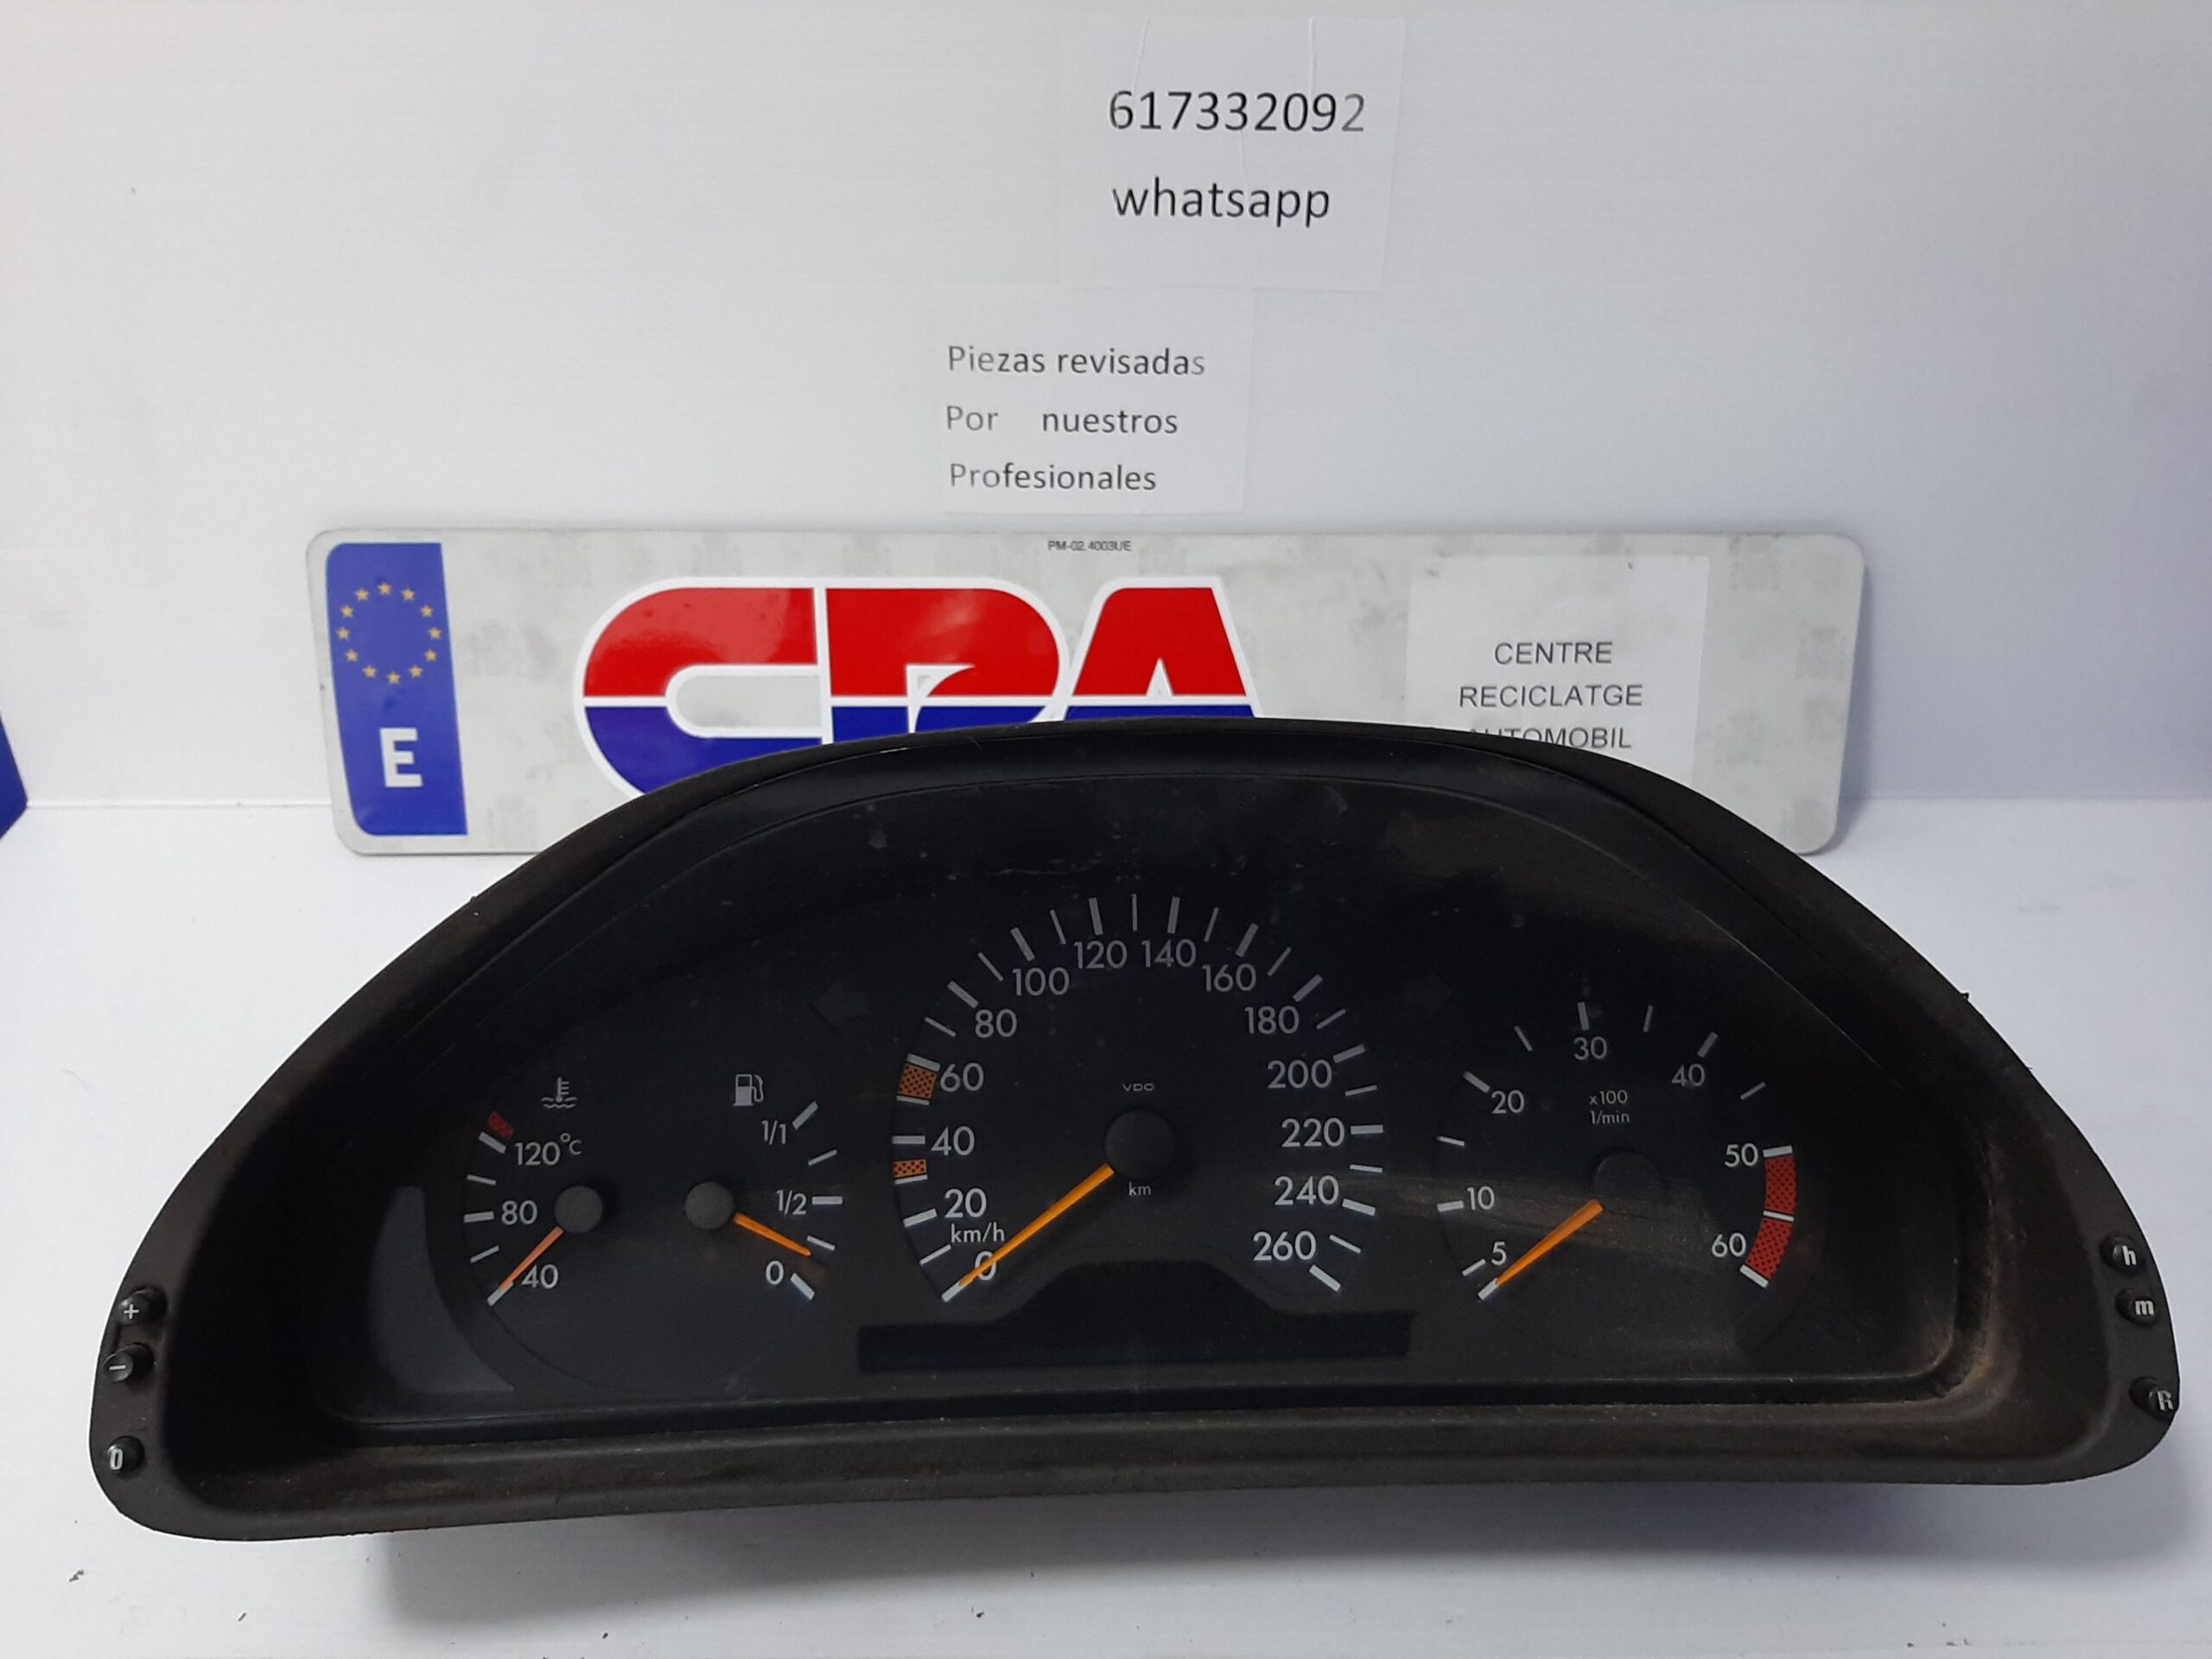 617332092
whatsapp
Piezas revisadas
Por nuestros
Profesionales
PM-02.4003UE
E
CRA
CENTRE
RECICLATGE
AUTOMOBIL
120°C
80
40
1/1
1/2
0
0
20
40
60
80
100
120
140
160
180
200
220
240
260
km/h
VDO
km
5
10
20
30
40
50
60
x100
1/min
+
-
0
h
m
R